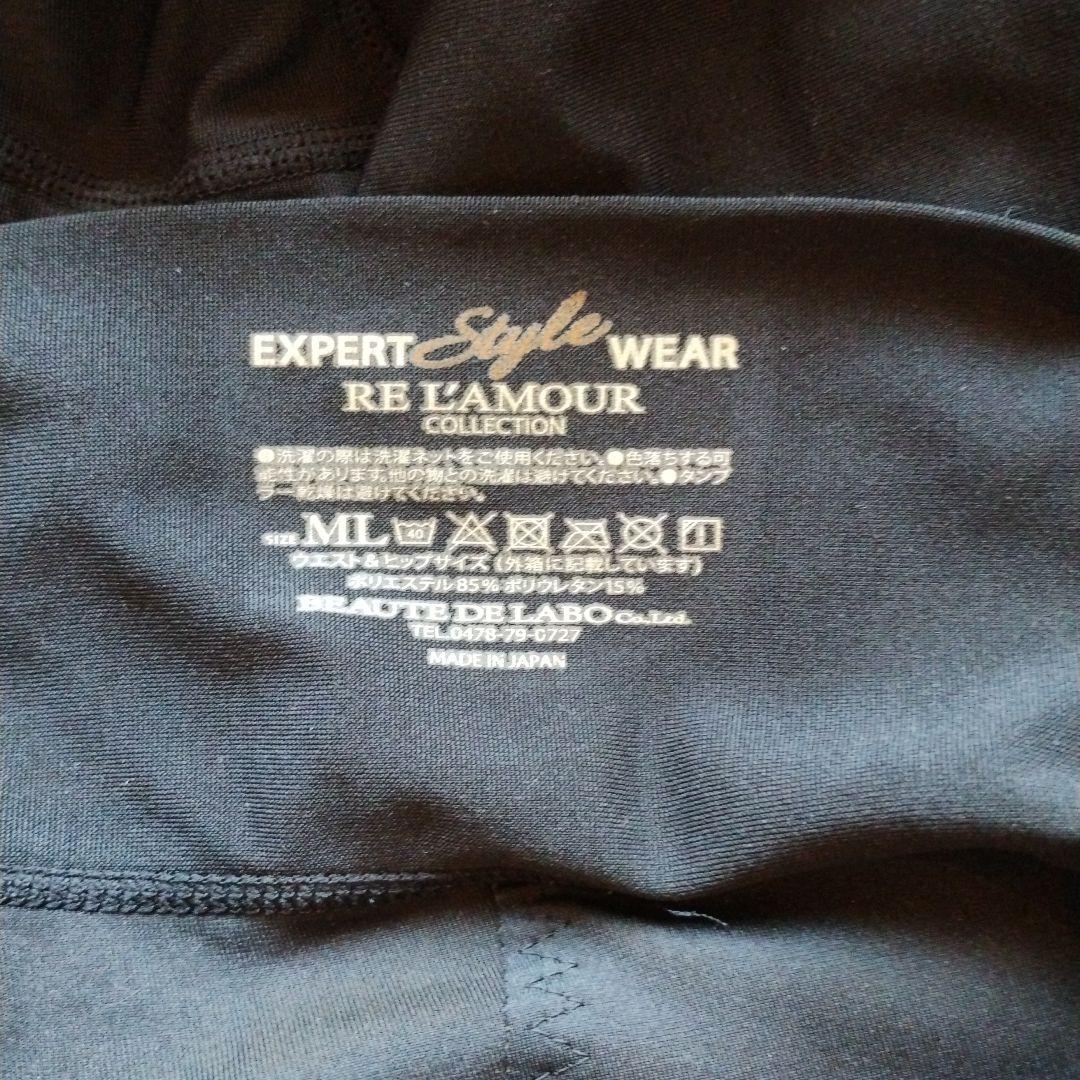 EXPERT Style WEAR
RE L'AMOUR
COLLECTION
●洗濯の際は洗濯ネットをご使用ください。●色落ちする可
能性があります。他の物との洗濯は避けてください。●タンブ
ラー乾燥は避けてください。
SIZE ML 40
ウエスト&ヒップサイズ (外箱に記載しています)
ポリエステル85% ポリウレタン15%
BEAUTE DE LABO Co.,Ltd.
TEL.0478-79-0727
MADE IN JAPAN